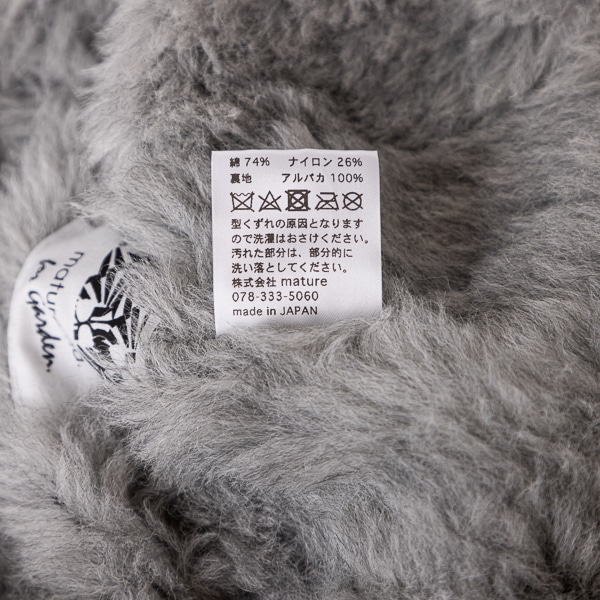 綿 74%　ナイロン 26%
裏地　アルパカ 100%
型くずれの原因となります
ので洗濯はおさけください。
汚れた部分は、部分的に
洗い落としてください。
株式会社 mature
078-333-5060
made in JAPAN
garden.